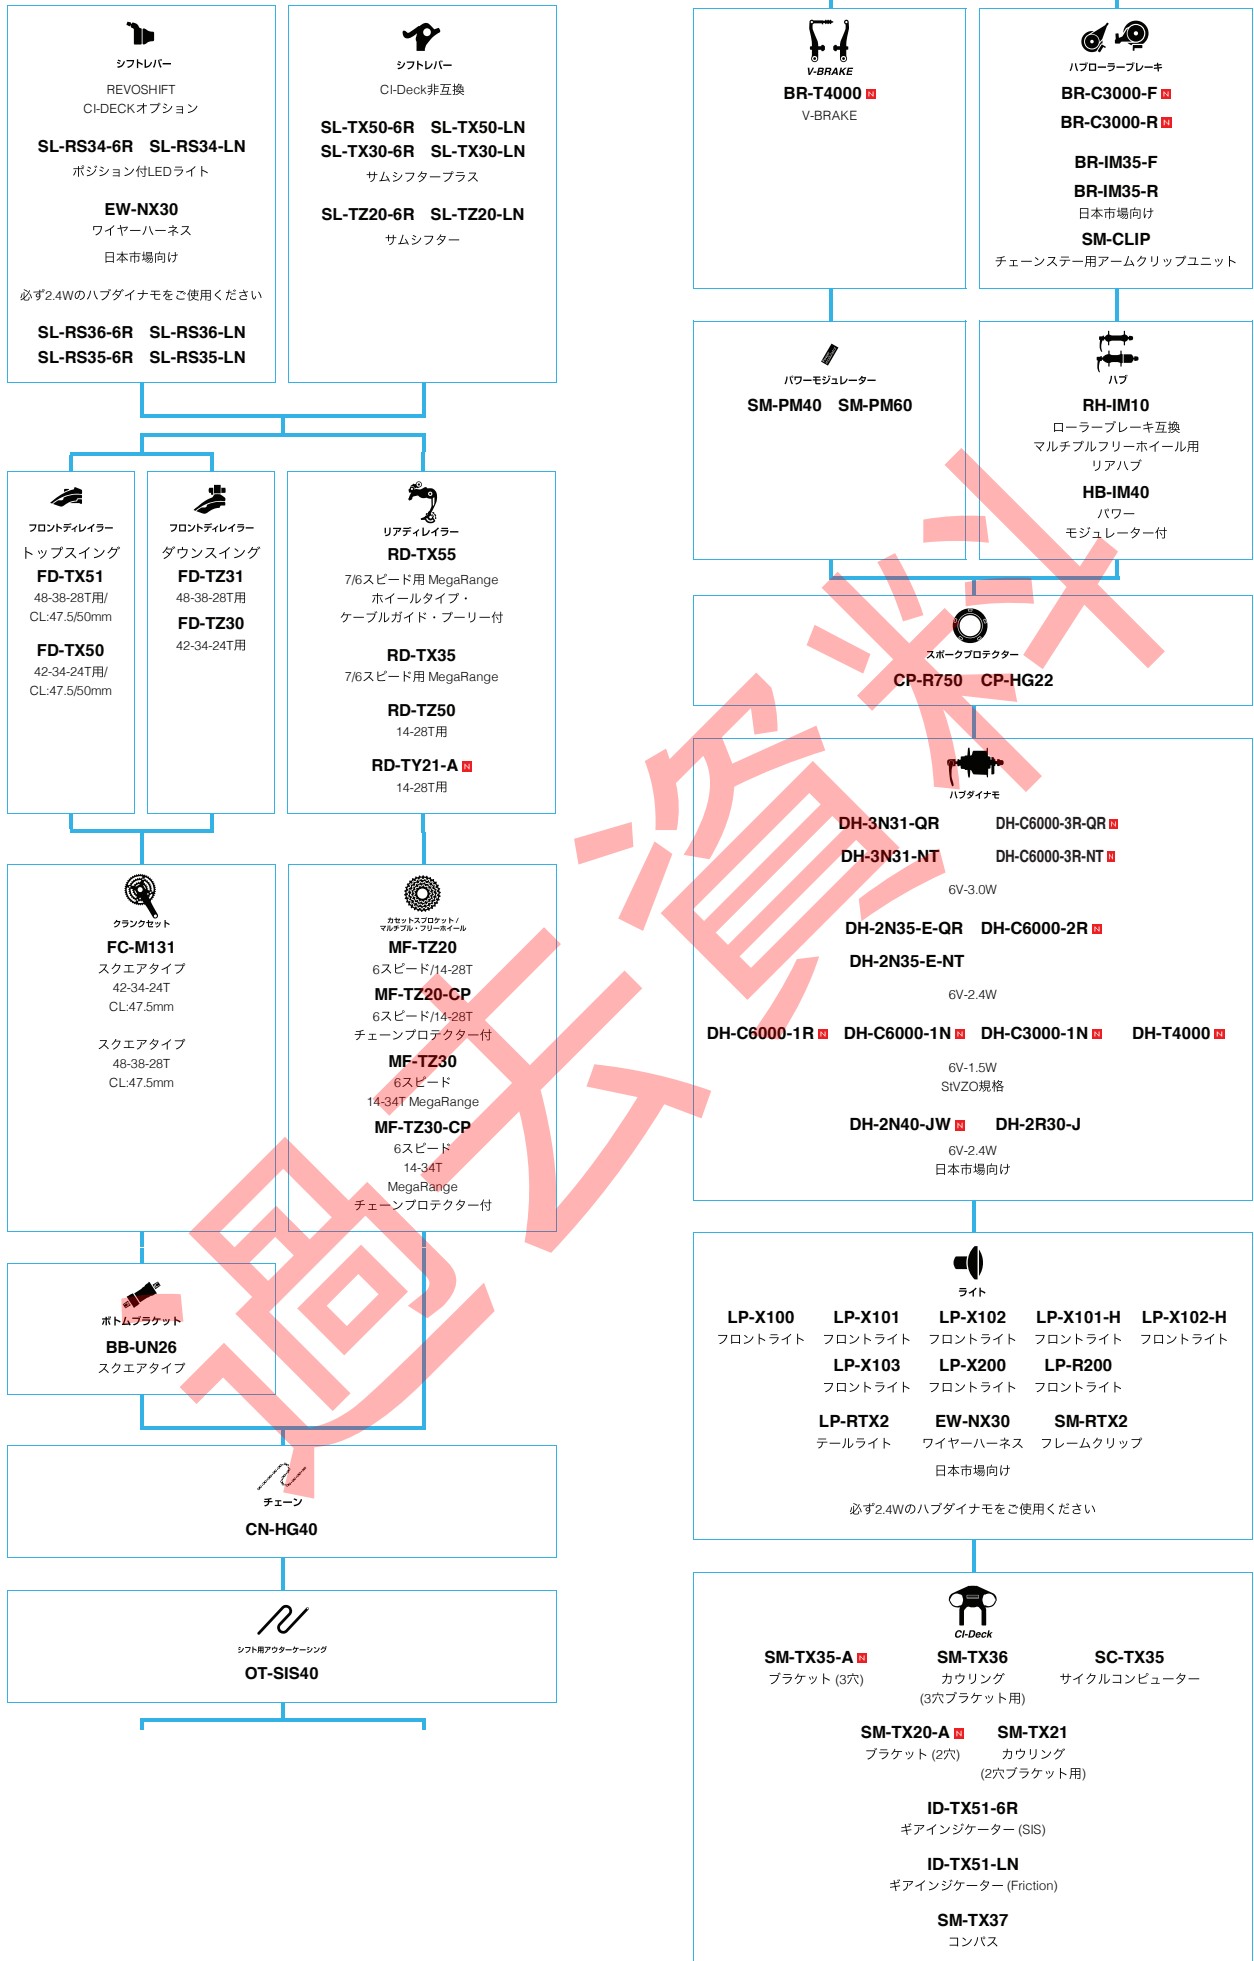 シフトレバー
REVOSHIFT
CI-DECKオプション
SL-RS34-6R SL-RS34-LN
ポジション付LEDライト
EW-NX30
ワイヤーハーネス
日本市場向け
必ず2.4Wのハブダイナモをご使用ください
SL-RS36-6R SL-RS36-LN
SL-RS35-6R SL-RS35-LN
シフトレバー
CI-Deck非互換
SL-TX50-6R SL-TX50-LN
SL-TX30-6R SL-TX30-LN
サムシフタープラス
SL-TZ20-6R SL-TZ20-LN
サムシフター
フロントディレイラー
トップスイング
FD-TX51
48-38-28T用/
CL:47.5/50mm
FD-TX50
42-34-24T用/
CL:47.5/50mm
フロントディレイラー
ダウンスイング
FD-TZ31
48-38-28T用
FD-TZ30
42-34-24T用
リアディレイラー
RD-TX55
7/6スピード用 MegaRange
ホイールタイプ・
ケーブルガイド・プーリー付
RD-TX35
7/6スピード用 MegaRange
RD-TZ50
14-28T用
RD-TY21-A N
14-28T用
クランクセット
FC-M131
スクエアタイプ
42-34-24T
CL:47.5mm
スクエアタイプ
48-38-28T
CL:47.5mm
カセットスプロケット /
マルチプル・フリーホイール
MF-TZ20
6スピード/14-28T
MF-TZ20-CP
6スピード/14-28T
チェーンプロテクター付
MF-TZ30
6スピード
14-34T MegaRange
MF-TZ30-CP
6スピード
14-34T
MegaRange
チェーンプロテクター付
ボトムブラケット
BB-UN26
スクエアタイプ
チェーン
CN-HG40
シフト用アウターケーシング
OT-SIS40
V-BRAKE
BR-T4000 N
V-BRAKE
ハブローラーブレーキ
BR-C3000-F N
BR-C3000-R N
BR-IM35-F
BR-IM35-R
日本市場向け
SM-CLIP
チェーンステー用アームクリップユニット
パワーモジュレーター
SM-PM40 SM-PM60
ハブ
RH-IM10
ローラーブレーキ互換
マルチプルフリーホイール用
リアハブ
HB-IM40
パワー
モジュレーター付
スポークプロテクター
CP-R750 CP-HG22
ハブダイナモ
DH-3N31-QR DH-C6000-3R-QR N
DH-3N31-NT DH-C6000-3R-NT N
6V-3.0W
DH-2N35-E-QR DH-C6000-2R N
DH-2N35-E-NT
6V-2.4W
DH-C6000-1R N DH-C6000-1N N DH-C3000-1N N DH-T4000 N
6V-1.5W
StVZO規格
DH-2N40-JW N DH-2R30-J
6V-2.4W
日本市場向け
ライト
LP-X100 LP-X101 LP-X102 LP-X101-H LP-X102-H
フロントライト フロントライト フロントライト フロントライト フロントライト
LP-X103 LP-X200 LP-R200
フロントライト フロントライト フロントライト
LP-RTX2 EW-NX30 SM-RTX2
テールライト ワイヤーハーネス フレームクリップ
日本市場向け
必ず2.4Wのハブダイナモをご使用ください
CI-Deck
SM-TX35-A N SM-TX36 SC-TX35
ブラケット (3穴) カウリング サイクルコンピューター
(3穴ブラケット用)
SM-TX20-A N SM-TX21
ブラケット (2穴) カウリング
(2穴ブラケット用)
ID-TX51-6R
ギアインジケーター (SIS)
ID-TX51-LN
ギアインジケーター (Friction)
SM-TX37
コンパス
過去資料